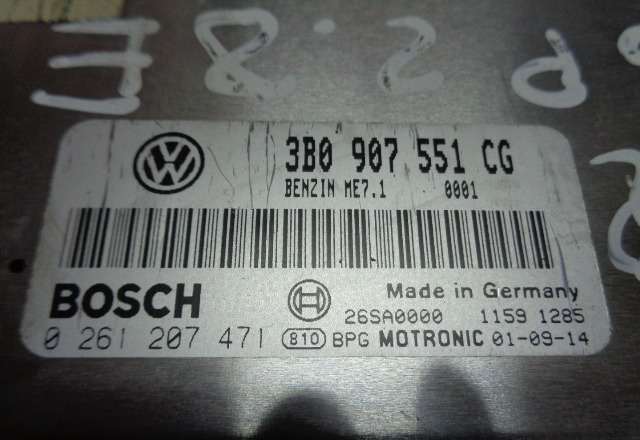 VW
3B0 907 551 CG
BENZIN ME7.1 0001
BOSCH
Made in Germany
26SA0000 1159 1285
0 261 207 471 810 BPG MOTRONIC 01-09-14